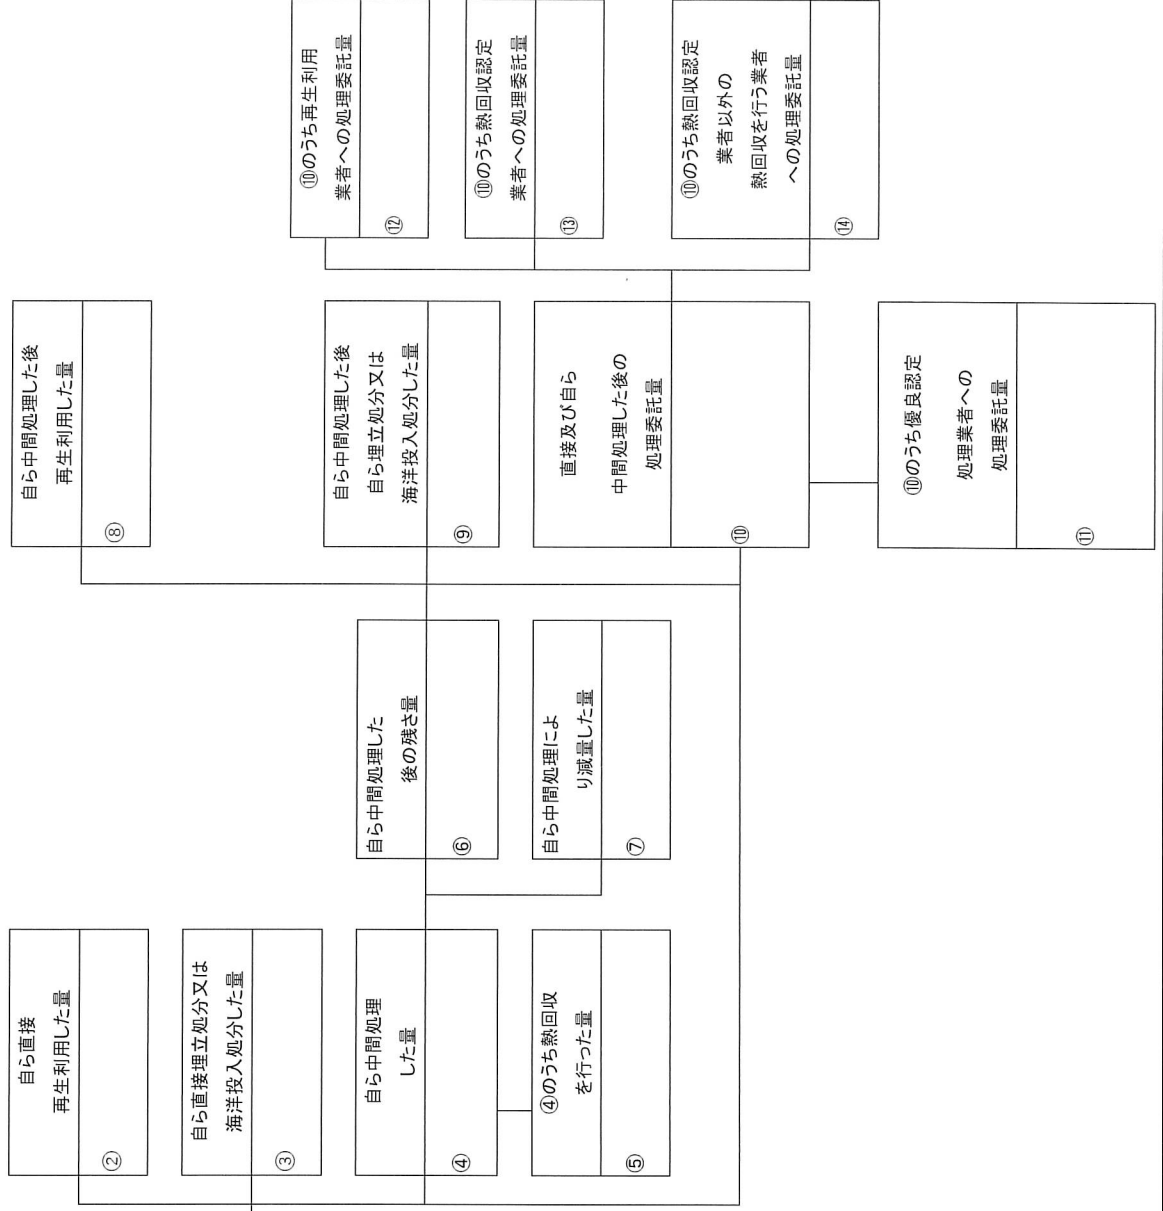 自ら直接
再生利用した量
②
自ら直接埋立処分又は
海洋投入処分した量
③
自ら中間処理
した量
④
④のうち熱回収
を行った量
⑤
自ら中間処理した
後の残さ量
⑥
自ら中間処理によ
り減量した量
⑦
自ら中間処理した後
再生利用した量
⑧
自ら中間処理した後
自ら埋立処分又は
海洋投入処分した量
⑨
直接及び自ら
中間処理した後の
処理委託量
⑩
⑩のうち優良認定
処理業者への
処理委託量
⑪
⑩のうち再生利用
業者への処理委託量
⑫
⑩のうち熱回収認定
業者への処理委託量
⑬
⑩のうち熱回収認定
業者以外の
熱回収を行う業者
への処理委託量
⑭